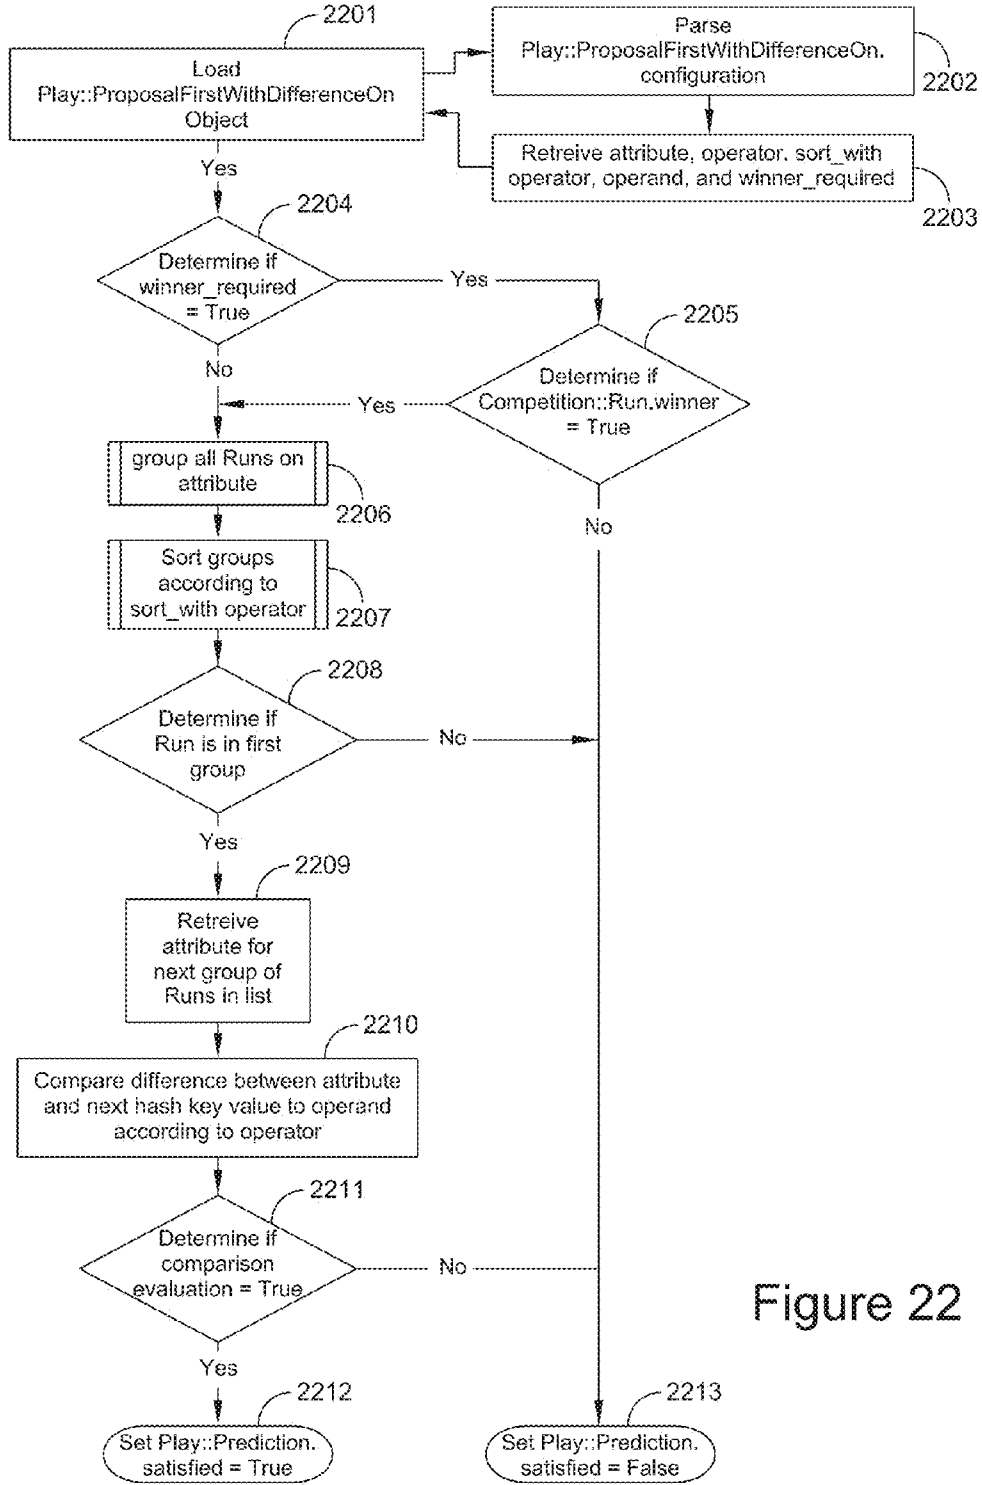 2201
Load
Play::ProposalFirstWithDifferenceOn
Object
Parse
Play::ProposalFirstWithDifferenceOn.
configuration
2202
Retreive attribute, operator. sort_with
operator, operand, and winner_required
2203
Yes
2204
Determine if
winner_required
= True
Yes
2205
Determine if
Competition::Run.winner
= True
No
Yes
group all Runs on
attribute
2206
No
Sort groups
according to
sort_with operator
2207
2208
Determine if
Run is in first
group
No
Yes
2209
Retreive
attribute for
next group of
Runs in list
2210
Compare difference between attribute
and next hash key value to operand
according to operator
2211
Determine if
comparison
evaluation = True
No
Figure 22
Yes
2212
Set Play::Prediction.
satisfied = True
2213
Set Play::Prediction.
satisfied = False